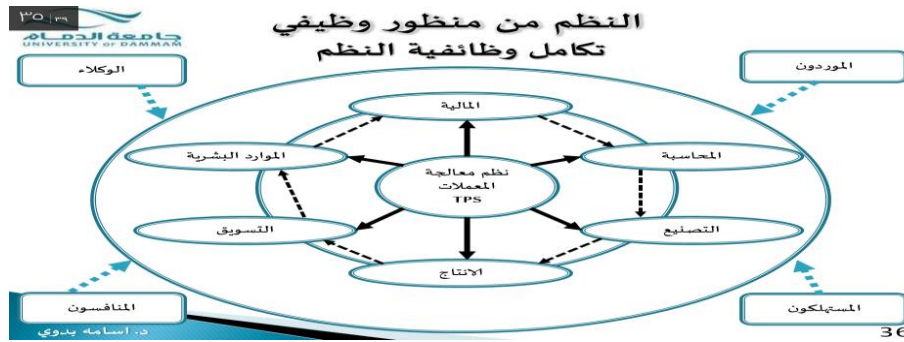 ٣٥ | ٣٩
النظم من منظور وظيفي
تكامل وظائفية النظم
جامعة الدمام
UNIVERSITY OF DAMMAM
الموردون
الوكلاء
المالية
المحاسبة
الموارد البشرية
نظم معالجة
المعملات
TPS
التصنيع
التسويق
الانتاج
المستهلكون
المنافسون
36
د. اسامه بدوي